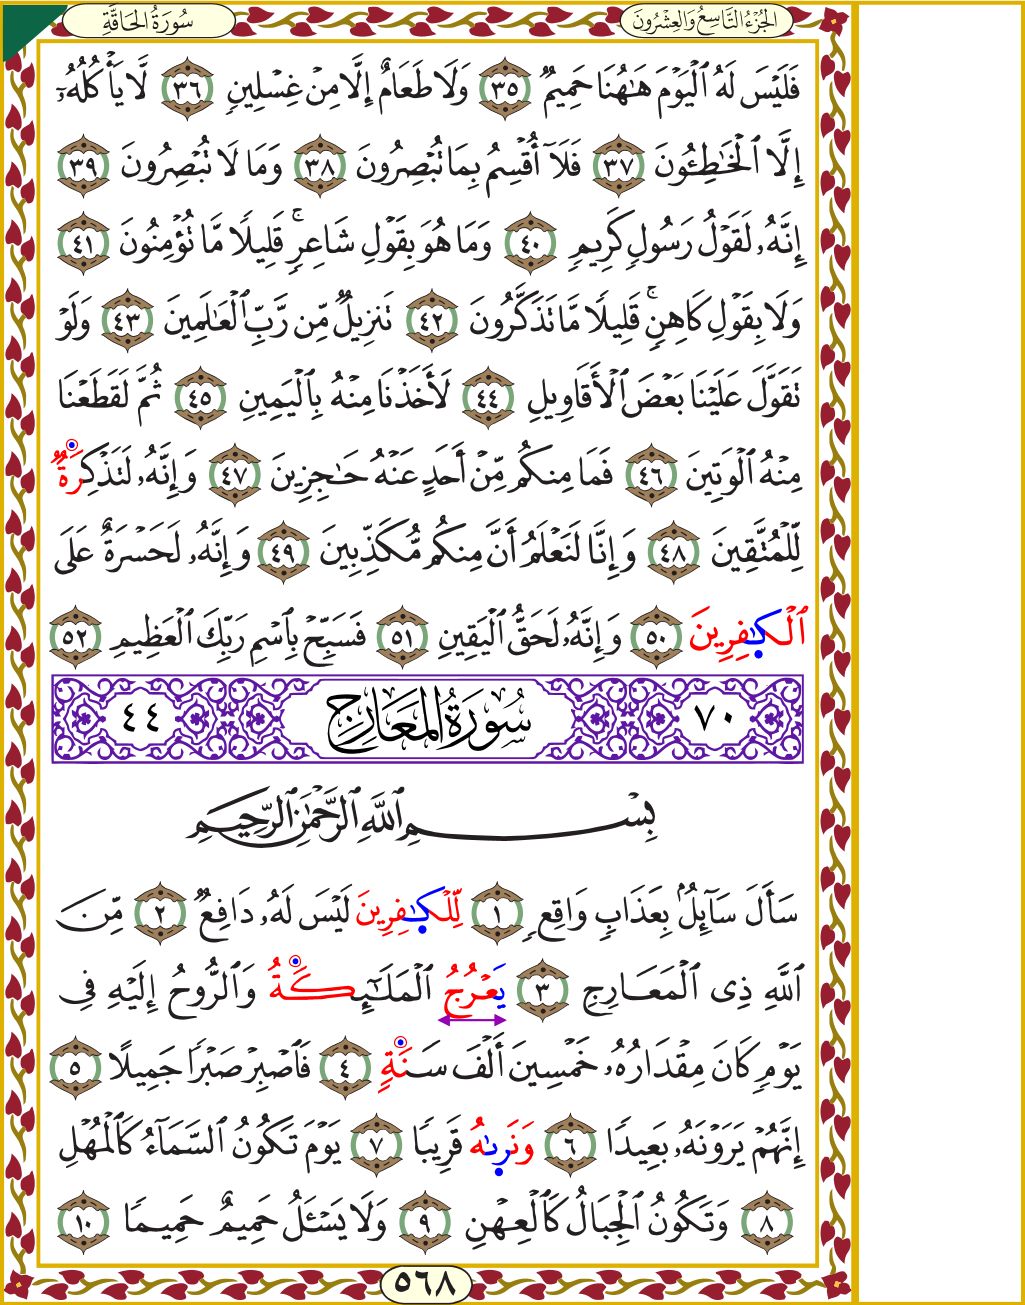 الجُزْءُ التَّاسِعُ وَالعِشْرُونَ
سُورَةُ الحَاقَّةِ
فَلَيْسَ لَهُ ٱلْيَوْمَ هَـٰهُنَا حَمِيمٌ ٣٥ وَلَا طَعَامٌ إِلَّا مِنْ غِسْلِينٍ ٣٦ لَّا يَأْكُلُهُۥٓ
إِلَّا ٱلْخَـٰطِـُٔونَ ٣٧ فَلَآ أُقْسِمُ بِمَا تُبْصِرُونَ ٣٨ وَمَا لَا تُبْصِرُونَ ٣٩
إِنَّهُۥ لَقَوْلُ رَسُولٍ كَرِيمٍ ٤٠ وَمَا هُوَ بِقَوْلِ شَاعِرٍ ۚ قَلِيلًا مَّا تُؤْمِنُونَ ٤١
وَلَا بِقَوْلِ كَاهِنٍ ۚ قَلِيلًا مَّا تَذَكَّرُونَ ٤٢ تَنزِيلٌ مِّن رَّبِّ ٱلْعَـٰلَمِينَ ٤٣ وَلَوْ
تَقَوَّلَ عَلَيْنَا بَعْضَ ٱلْأَقَاوِيلِ ٤٤ لَأَخَذْنَا مِنْهُ بِٱلْيَمِينِ ٤٥ ثُمَّ لَقَطَعْنَا
مِنْهُ ٱلْوَتِينَ ٤٦ فَمَا مِنكُم مِّنْ أَحَدٍ عَنْهُ حَـٰجِزِينَ ٤٧ وَإِنَّهُۥ لَتَذْكِرَةٌ
لِّلْمُتَّقِينَ ٤٨ وَإِنَّا لَنَعْلَمُ أَنَّ مِنكُم مُّكَذِّبِينَ ٤٩ وَإِنَّهُۥ لَحَسْرَةٌ عَلَى
ٱلْكَـٰفِرِينَ ٥٠ وَإِنَّهُۥ لَحَقُّ ٱلْيَقِينِ ٥١ فَسَبِّحْ بِٱسْمِ رَبِّكَ ٱلْعَظِيمِ ٥٢
٧٠ سُورَةُ المَعَارِجِ ٤٤
بِسْمِ ٱللَّهِ ٱلرَّحْمَـٰنِ ٱلرَّحِيمِ
سَأَلَ سَآئِلٌۢ بِعَذَابٍ وَاقِعٍ ١ لِّلْكَـٰفِرِينَ لَيْسَ لَهُۥ دَافِعٌ ٢ مِّنَ
ٱللَّهِ ذِى ٱلْمَعَارِجِ ٣ يَعْرُجُ ٱلْمَلَـٰٓئِكَةُ وَٱلرُّوحُ إِلَيْهِ فِى
يَوْمٍ كَانَ مِقْدَارُهُۥ خَمْسِينَ أَلْفَ سَنَةٍ ٤ فَٱصْبِرْ صَبْرًا جَمِيلًا ٥
إِنَّهُمْ يَرَوْنَهُۥ بَعِيدًا ٦ وَنَرَىٰهُ قَرِيبًا ٧ يَوْمَ تَكُونُ ٱلسَّمَآءُ كَٱلْمُهْلِ
٨ وَتَكُونُ ٱلْجِبَالُ كَٱلْعِهْنِ ٩ وَلَا يَسْـَٔلُ حَمِيمٌ حَمِيمًا ١٠
٥٦٨